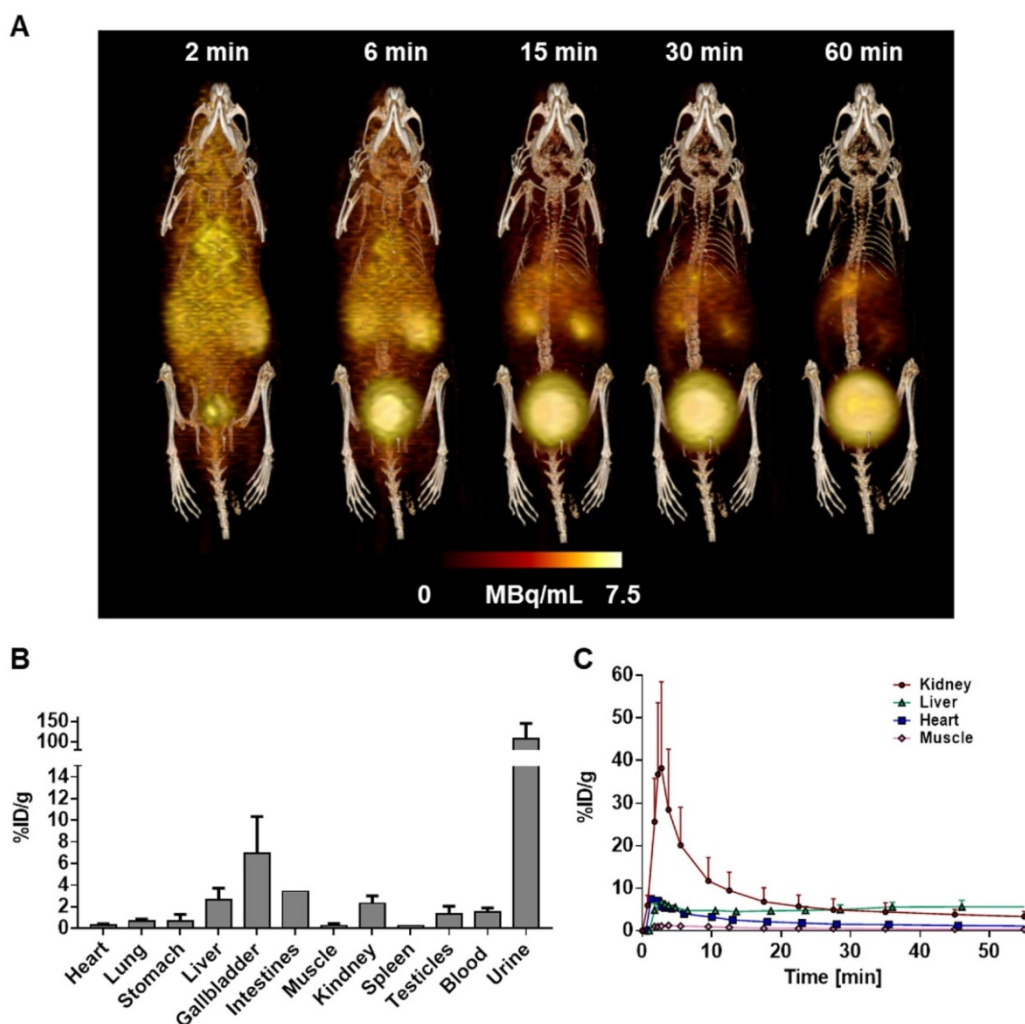 A
2 min 6 min 15 min 30 min 60 min
0 MBq/mL 7.5
B
%ID/g
150
100
14
12
10
8
6
4
2
0
Heart Lung Stomach Liver Gallbladder Intestines Muscle Kidney Spleen Testicles Blood Urine
C
%ID/g
60
50
40
30
20
10
0
Kidney
Liver
Heart
Muscle
0 10 20 30 40 50
Time [min]